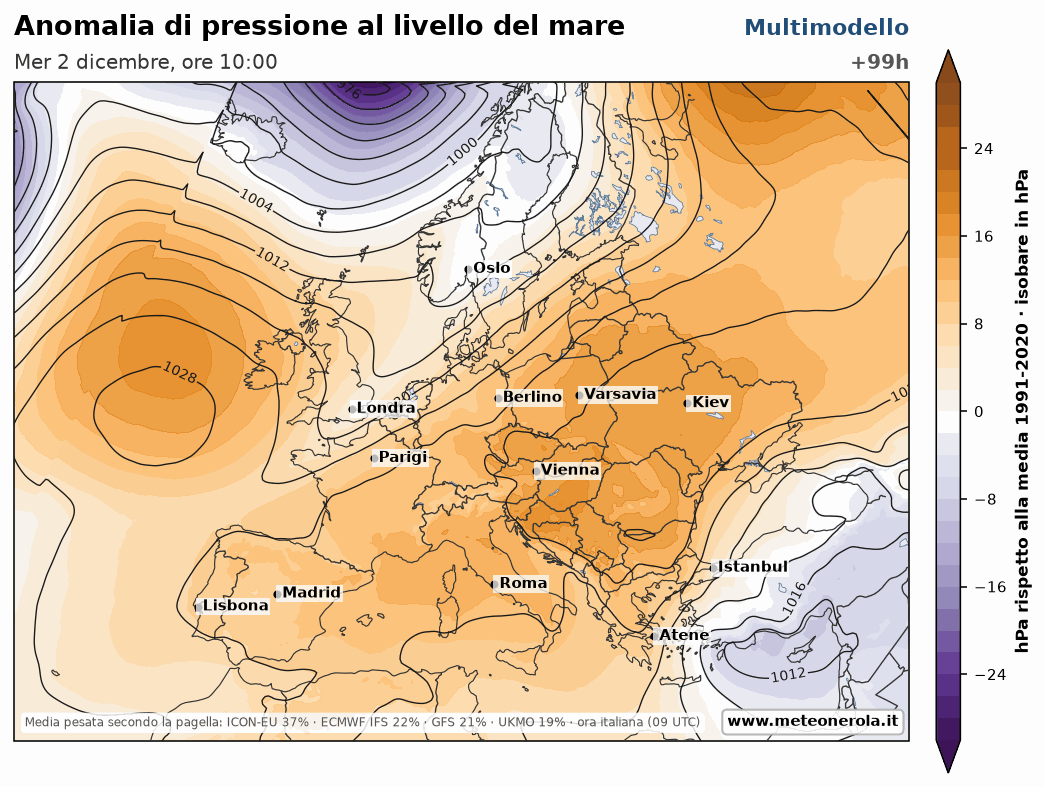 Anomalia di pressione al livello del mare
Multimodello
Mer 2 dicembre, ore 10:00
+99h
976
1000
1004
1012
1028
1016
1012
Oslo
Londra
Berlino
Varsavia
Kiev
Parigi
Vienna
Istanbul
Roma
Madrid
Lisbona
Atene
24
16
8
0
−8
−16
−24
hPa rispetto alla media 1991-2020 · isobare in hPa
Media pesata secondo la pagella: ICON-EU 37% · ECMWF IFS 22% · GFS 21% · UKMO 19% · ora italiana (09 UTC)
www.meteonerola.it